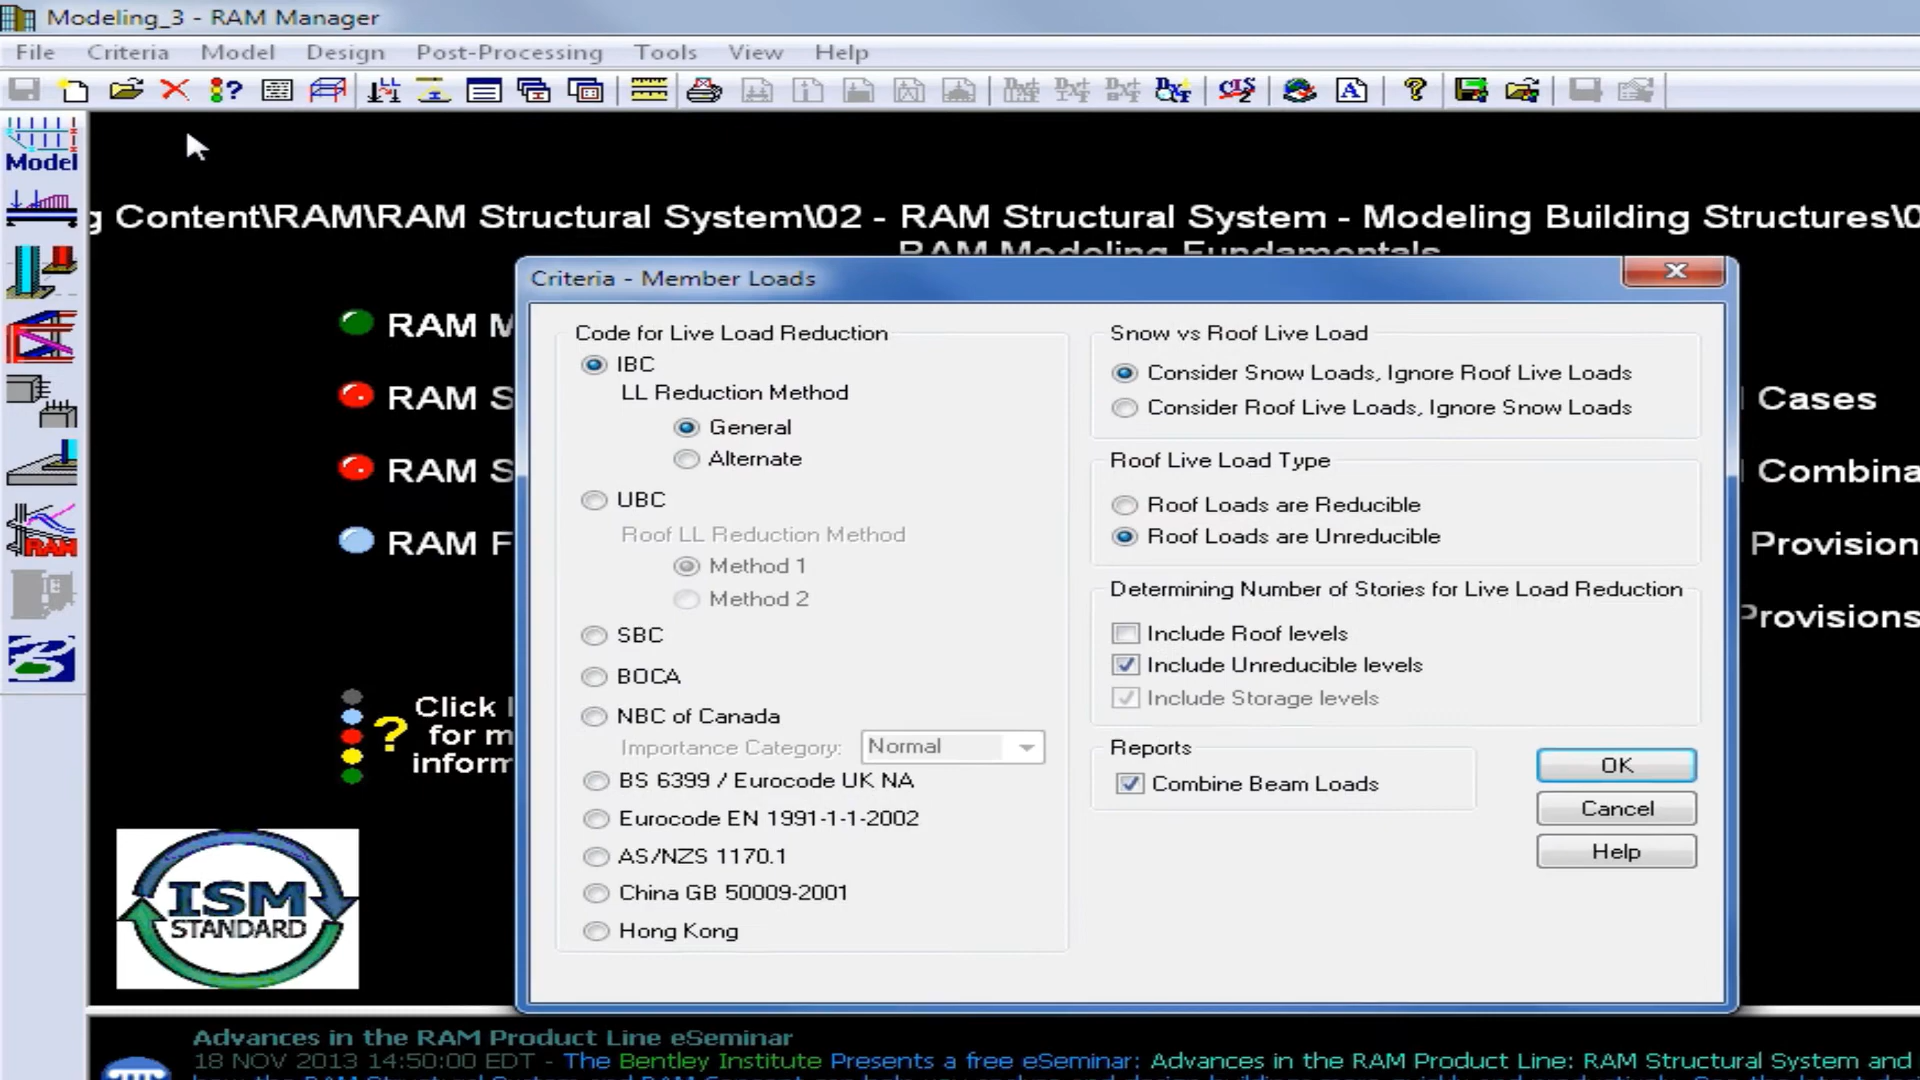 Modeling_3 - RAM Manager
File Criteria Model Design Post-Processing Tools View Help
Model
g Content\RAM\RAM Structural System\02 - RAM Structural System - Modeling Building Structures\0
RAM Modeling Fundamentals
RAM M
RAM S
RAM S
RAM F
Cases
Combina
Provision
Provisions
Click
for m
inform
RAM
ISM
STANDARD
Criteria - Member Loads
Code for Live Load Reduction
IBC
LL Reduction Method
General
Alternate
UBC
Roof LL Reduction Method
Method 1
Method 2
SBC
BOCA
NBC of Canada
Importance Category: Normal
BS 6399 / Eurocode UK NA
Eurocode EN 1991-1-1-2002
AS/NZS 1170.1
China GB 50009-2001
Hong Kong
Snow vs Roof Live Load
Consider Snow Loads, Ignore Roof Live Loads
Consider Roof Live Loads, Ignore Snow Loads
Roof Live Load Type
Roof Loads are Reducible
Roof Loads are Unreducible
Determining Number of Stories for Live Load Reduction
Include Roof levels
Include Unreducible levels
Include Storage levels
Reports
Combine Beam Loads
OK
Cancel
Help
Advances in the RAM Product Line eSeminar
18 NOV 2013 14:50:00 EDT - The Bentley Institute Presents a free eSeminar: Advances in the RAM Product Line: RAM Structural System and